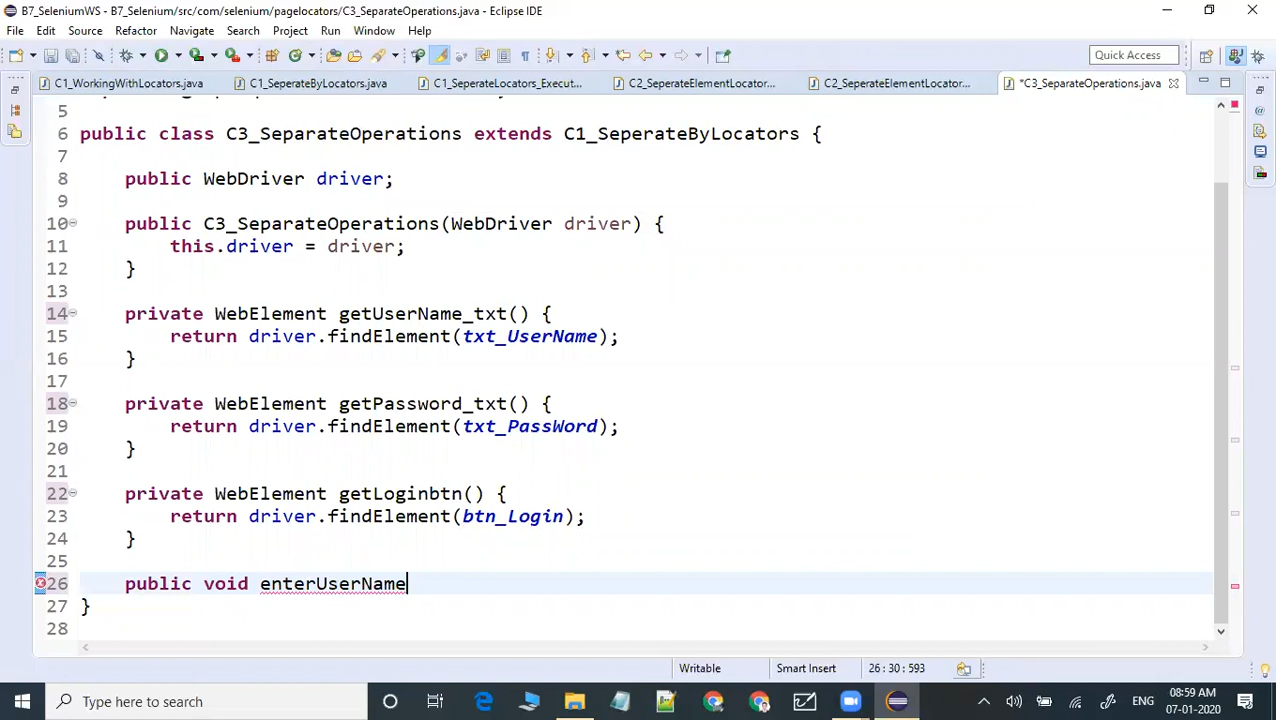 B7_SeleniumWS - B7_Selenium/src/com/selenium/pagelocators/C3_SeparateOperations.java - Eclipse IDE
File Edit Source Refactor Navigate Search Project Run Window Help
Quick Access
C1_WorkingWithLocators.java C1_SeperateByLocators.java C1_SeperateLocators_Execut... C2_SeperateElementLocator... C2_SeperateElementLocator... *C3_SeparateOperations.java
5
6 public class C3_SeparateOperations extends C1_SeperateByLocators {
7
8 public WebDriver driver;
9
10 public C3_SeparateOperations(WebDriver driver) {
11 this.driver = driver;
12 }
13
14 private WebElement getUserName_txt() {
15 return driver.findElement(txt_UserName);
16 }
17
18 private WebElement getPassword_txt() {
19 return driver.findElement(txt_PassWord);
20 }
21
22 private WebElement getLoginbtn() {
23 return driver.findElement(btn_Login);
24 }
25
26 public void enterUserName
27 }
28
Writable Smart Insert 26 : 30 : 593
Type here to search
ENG
08:59 AM
07-01-2020